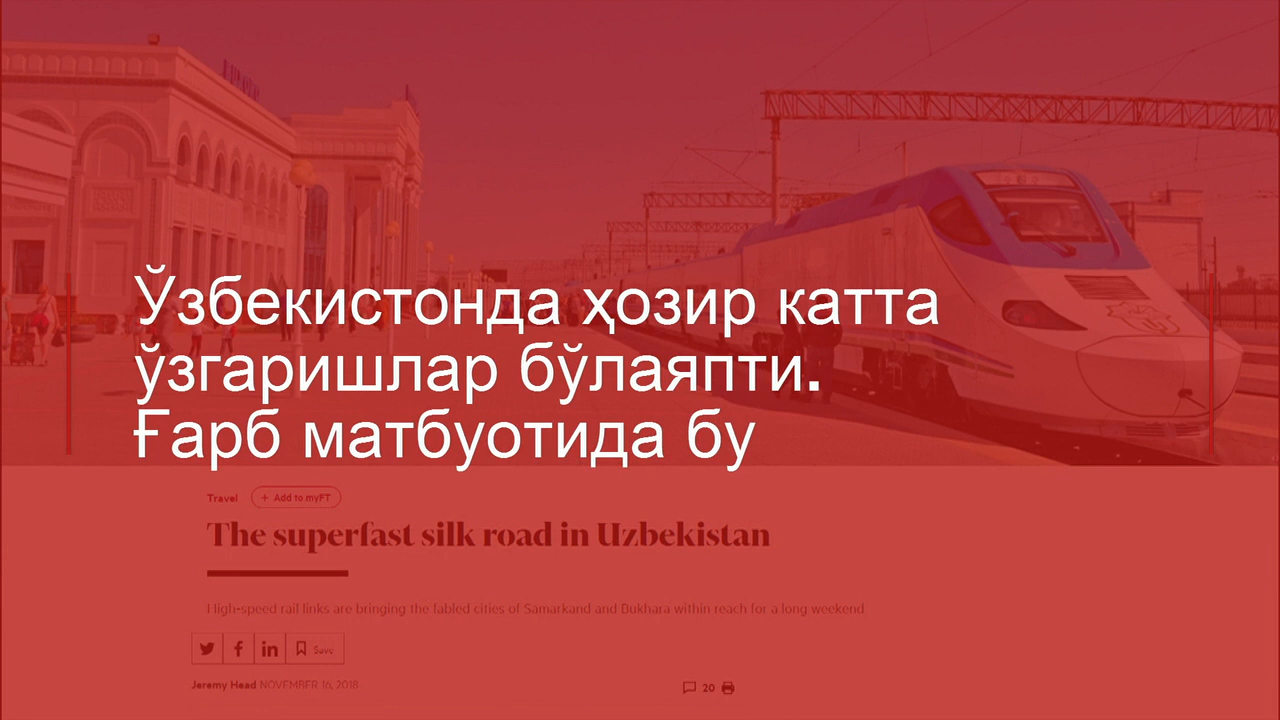 Ўзбекистонда ҳозир катта
ўзгаришлар бўлаяпти.
Ғарб матбуотида бу
Travel + Add to myFT
The superfast silk road in Uzbekistan
High-speed rail links are bringing the fabled cities of Samarkand and Bukhara within reach for a long weekend
Save
Jeremy Head NOVEMBER 16, 2018
20